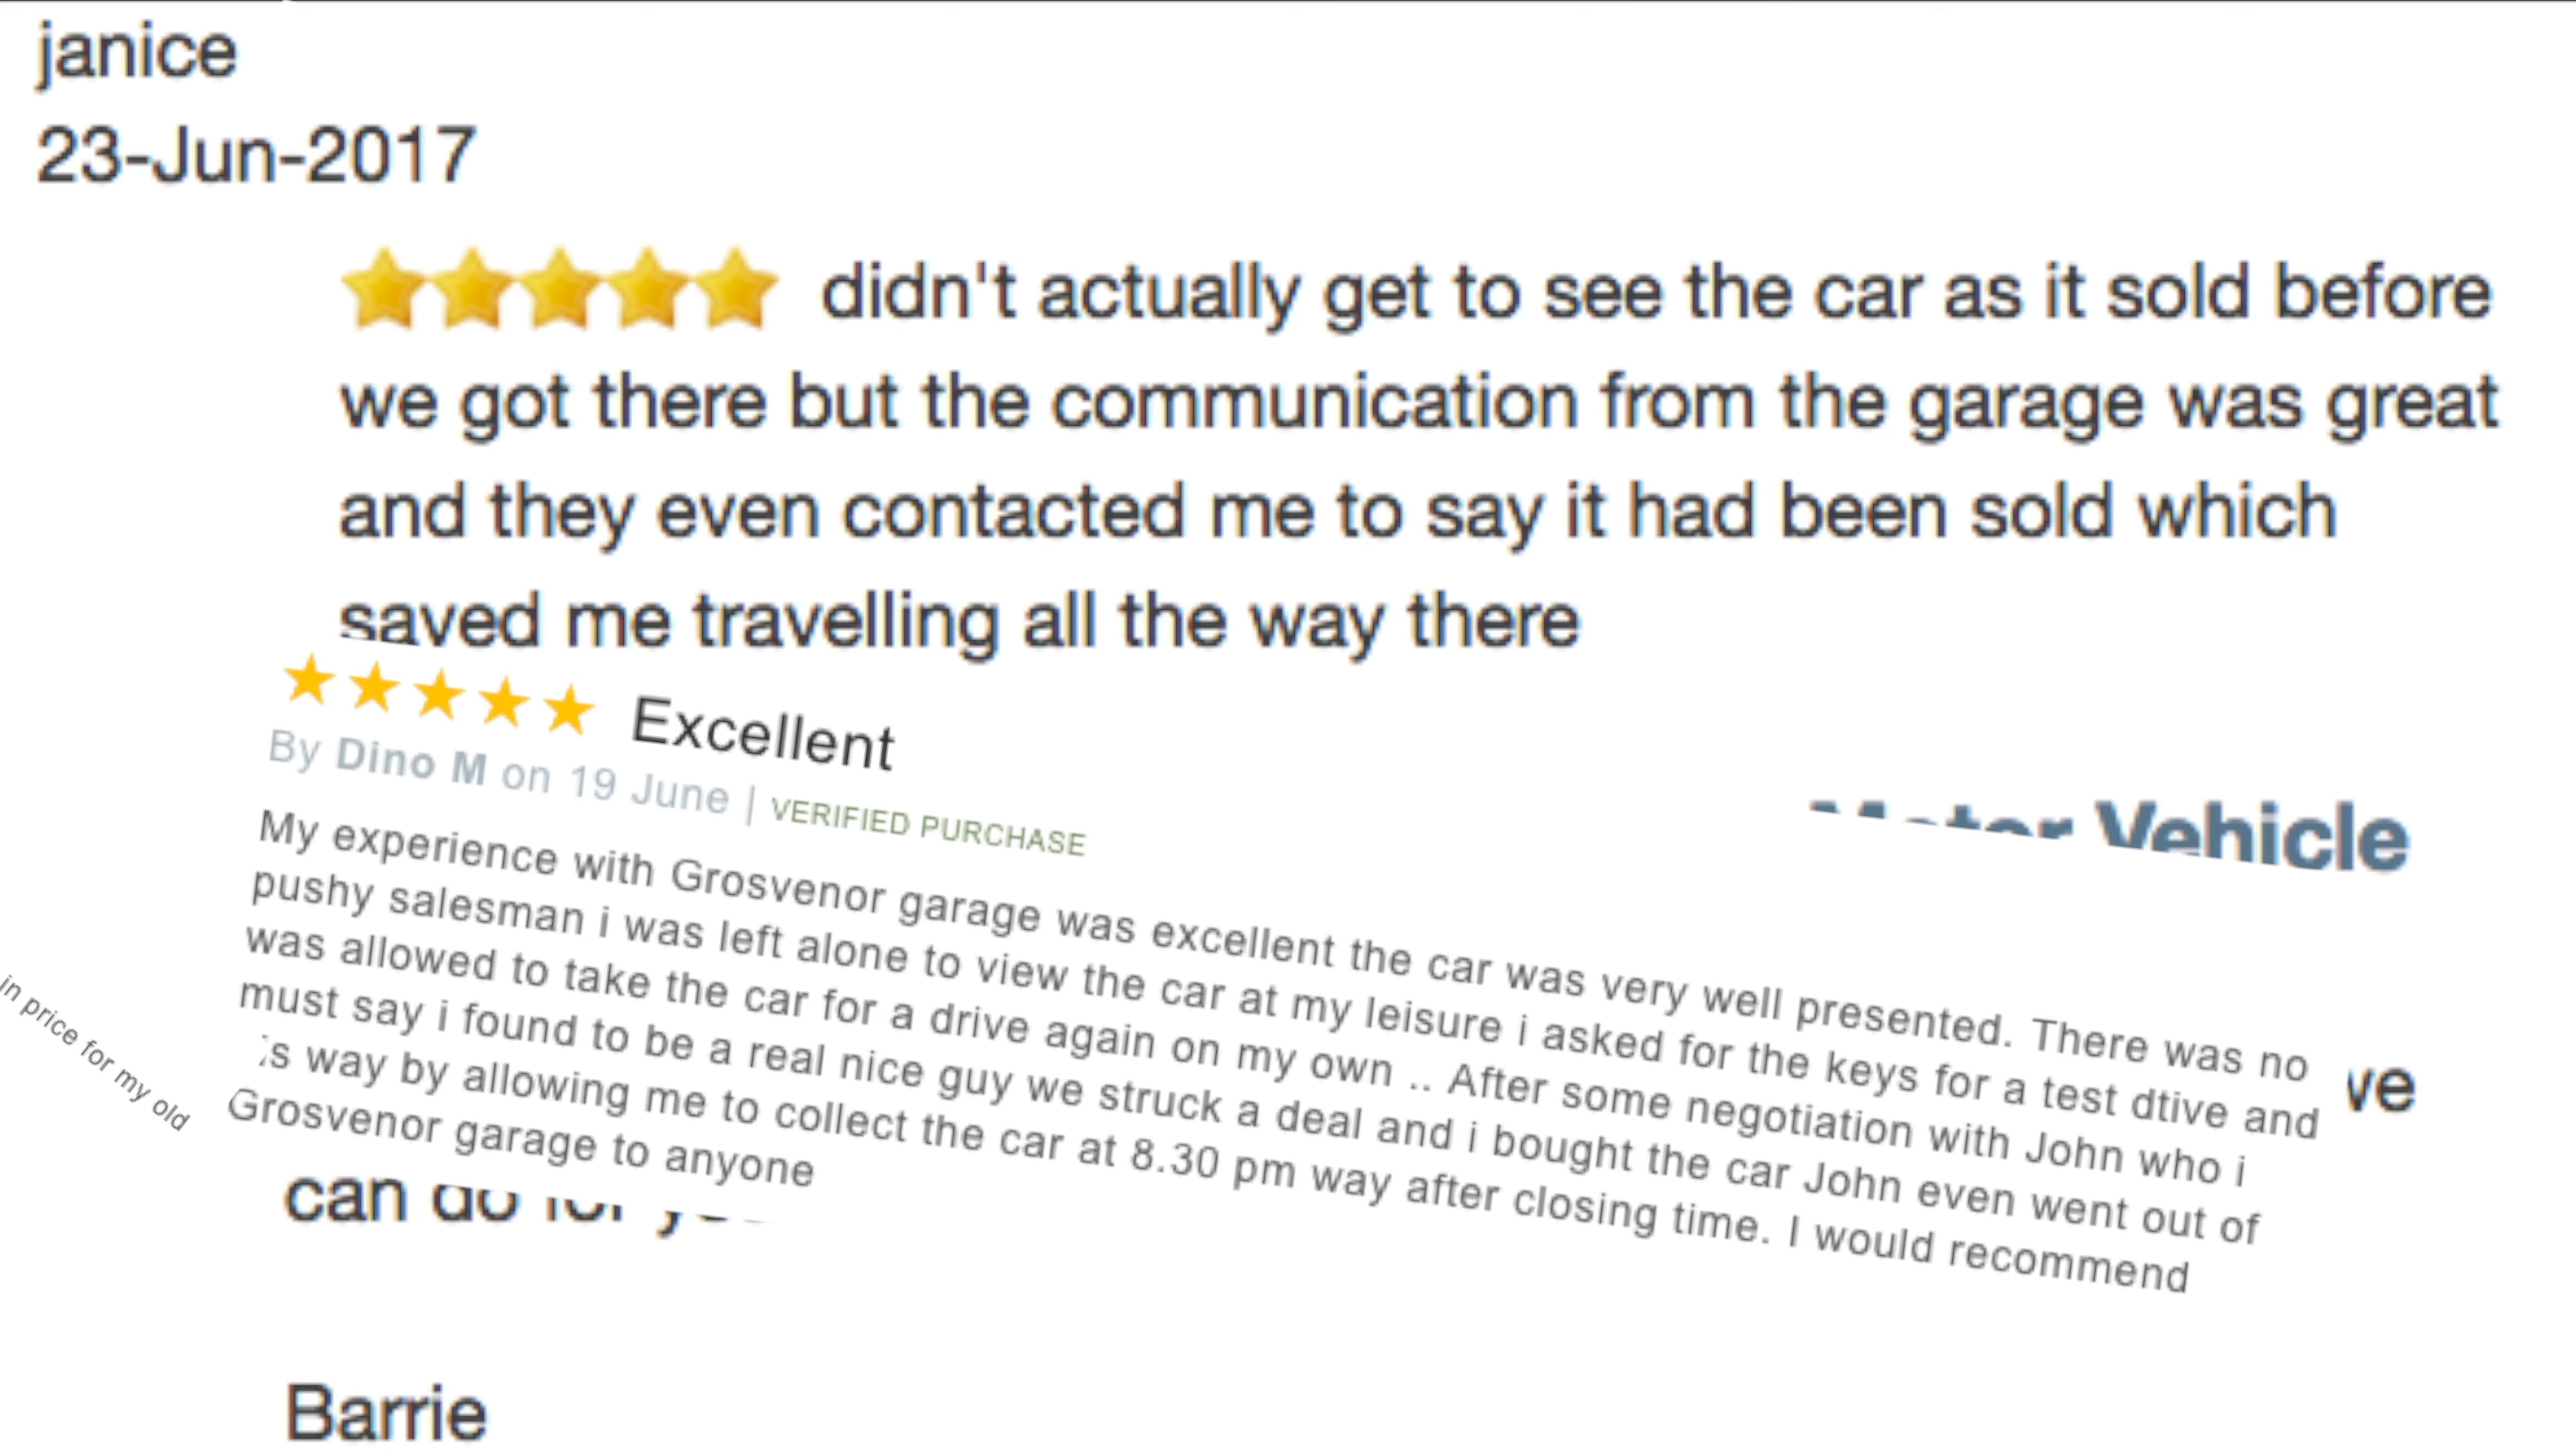 janice
23-Jun-2017
didn't actually get to see the car as it sold before
we got there but the communication from the garage was great
and they even contacted me to say it had been sold which
saved me travelling all the way there
Excellent
By Dino M on 19 June | VERIFIED PURCHASE
Motor Vehicle
My experience with Grosvenor garage was excellent the car was very well presented. There was no
pushy salesman i was left alone to view the car at my leisure i asked for the keys for a test dtive and
was allowed to take the car for a drive again on my own .. After some negotiation with John who i
must say i found to be a real nice guy we struck a deal and i bought the car John even went out of
way by allowing me to collect the car at 8.30 pm way after closing time. I would recommend
Grosvenor garage to anyone
in price for my old
can do for
Barrie